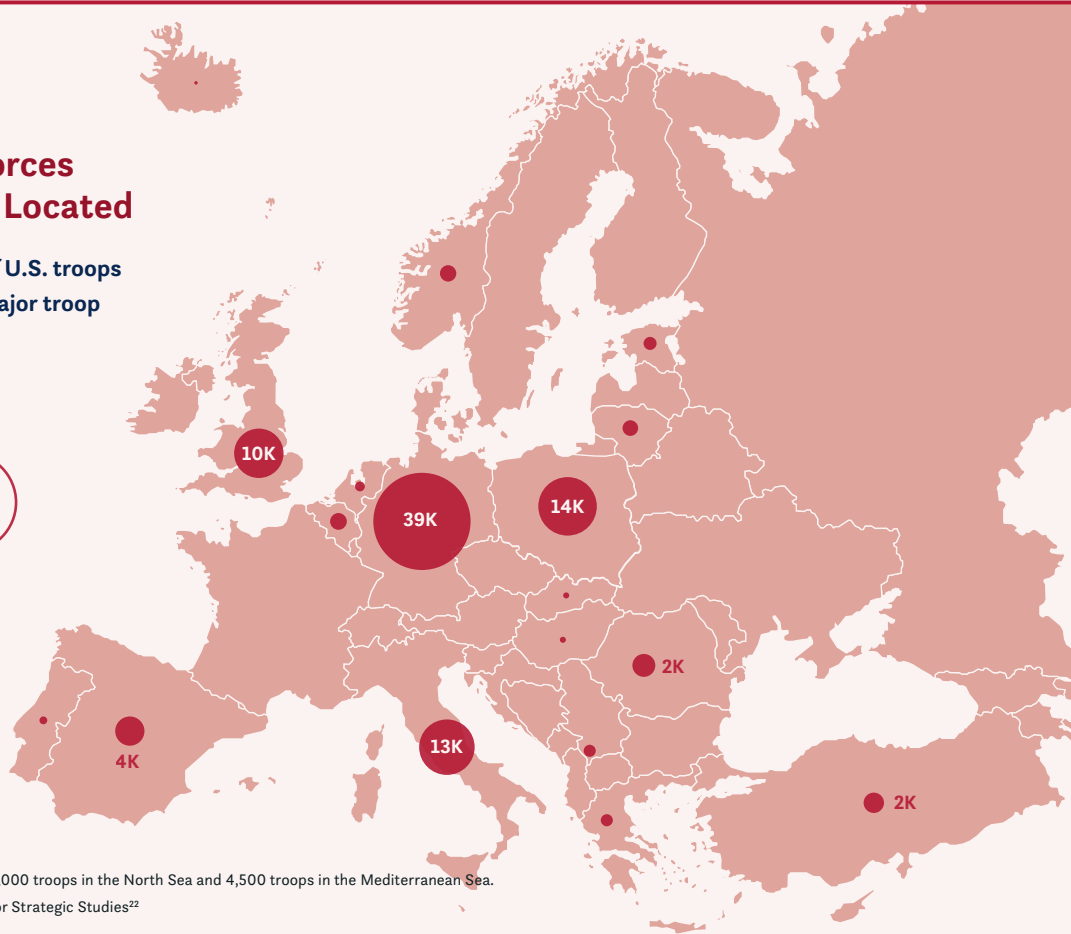 orces
Located
U.S. troops
ajor troop
10K
39K
14K
2K
4K
13K
2K
000 troops in the North Sea and 4,500 troops in the Mediterranean Sea.
or Strategic Studies²²